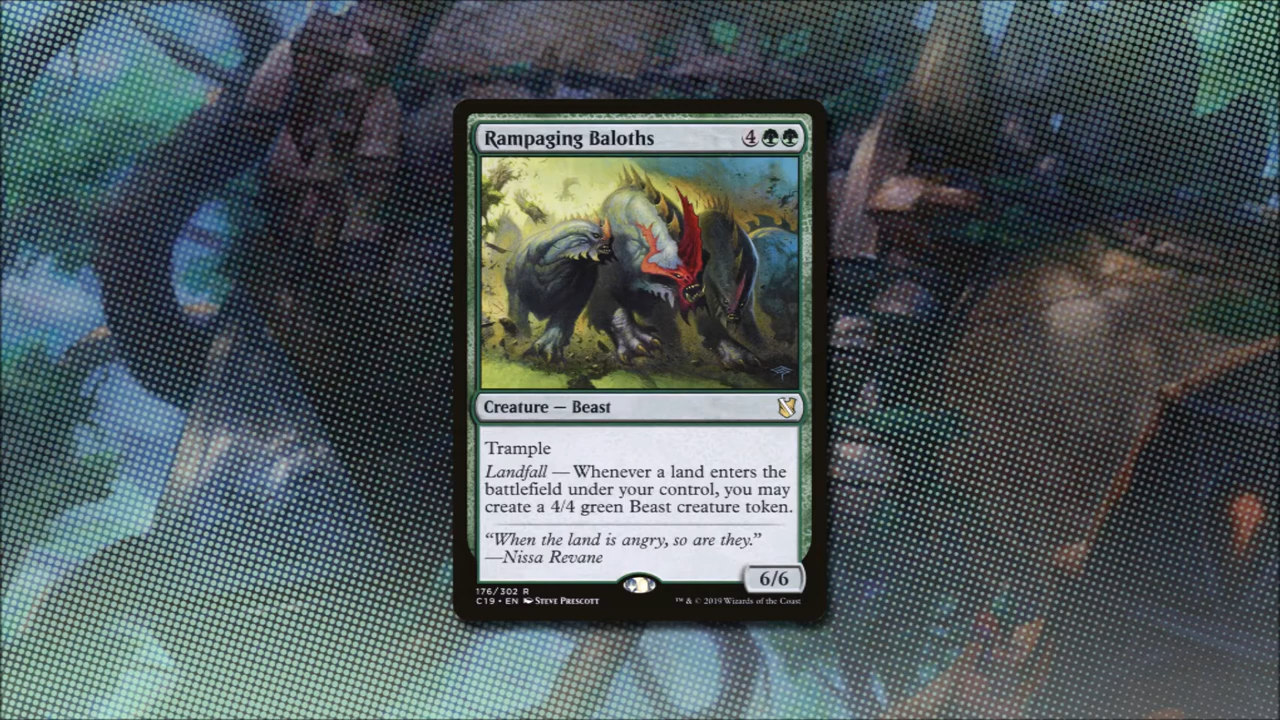 Rampaging Baloths 4
Creature — Beast
Trample
Landfall — Whenever a land enters the
battlefield under your control, you may
create a 4/4 green Beast creature token.
“When the land is angry, so are they.”
—Nissa Revane
6/6
176/302 R
C19 • EN Steve Prescott
™ & © 2019 Wizards of the Coast